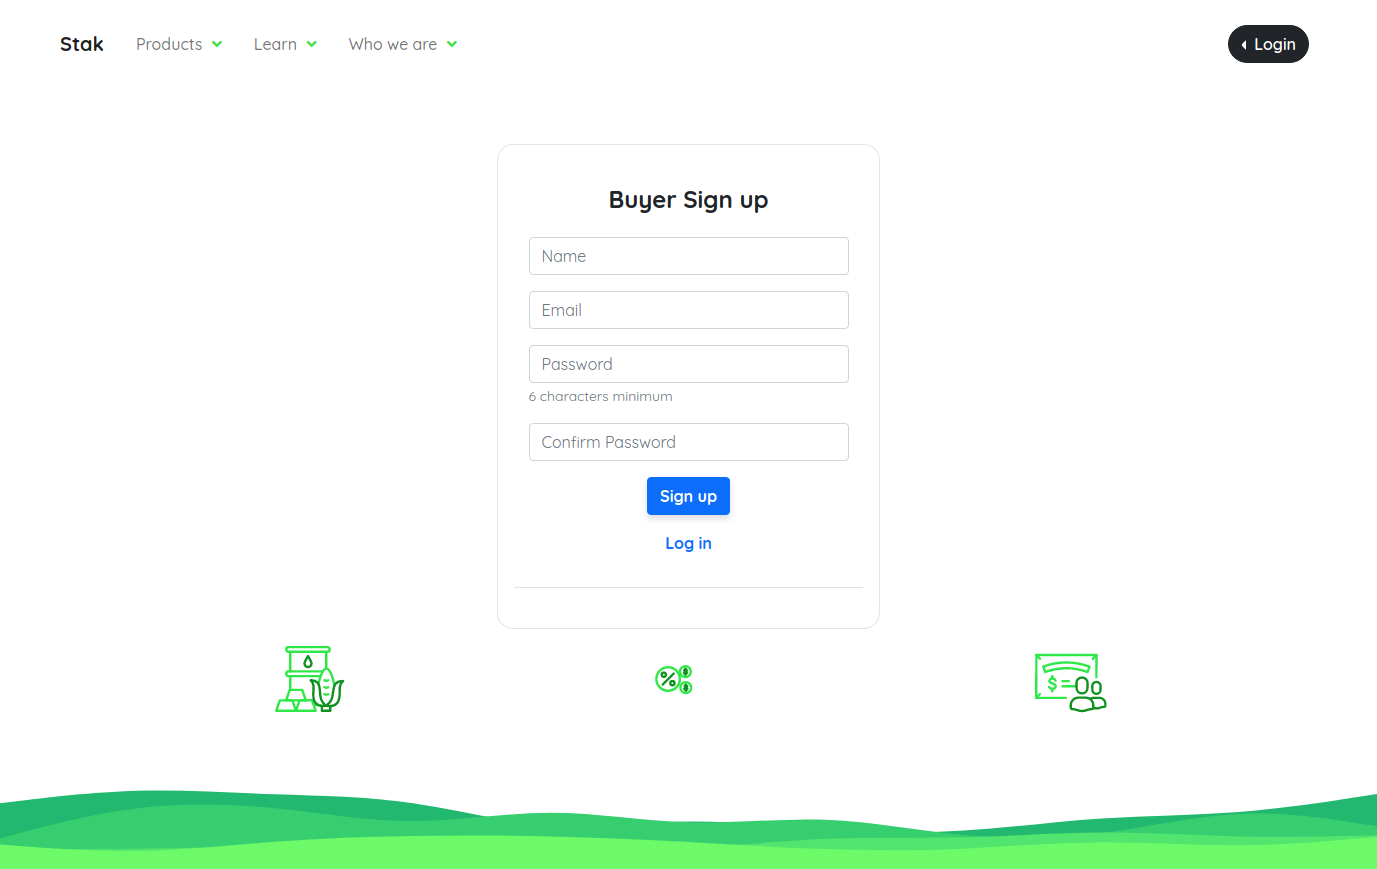 Stak Products Learn Who we are Login
Buyer Sign up
Name
Email
Password
6 characters minimum
Confirm Password
Sign up
Log in
% $ $
$ =